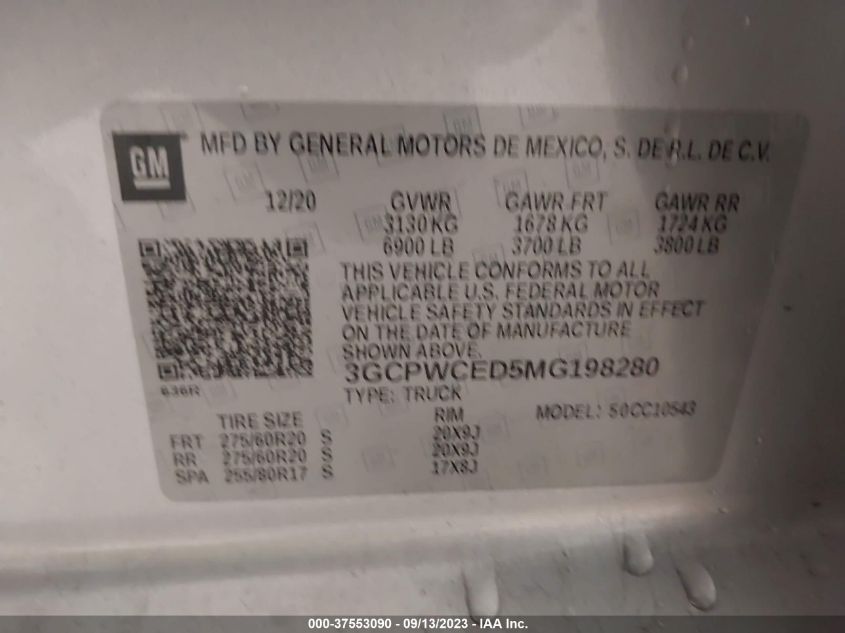 GM
MFD BY GENERAL MOTORS DE MEXICO, S. DE R.L. DE C.V.
12/20 GVWR GAWR FRT GAWR RR
3130 KG 1678 KG 1724 KG
6900 LB 3700 LB 3800 LB
THIS VEHICLE CONFORMS TO ALL
APPLICABLE U.S. FEDERAL MOTOR
VEHICLE SAFETY STANDARDS IN EFFECT
ON THE DATE OF MANUFACTURE
SHOWN ABOVE.
3GCPWCED5MG198280
636R
TYPE: TRUCK
MODEL: 50CC10543
TIRE SIZE RIM
FRT 275/60R20 S 20X9J
RR 275/60R20 S 20X9J
SPA 255/80R17 S 17X8J
000-37553090 - 09/13/2023 - IAA Inc.